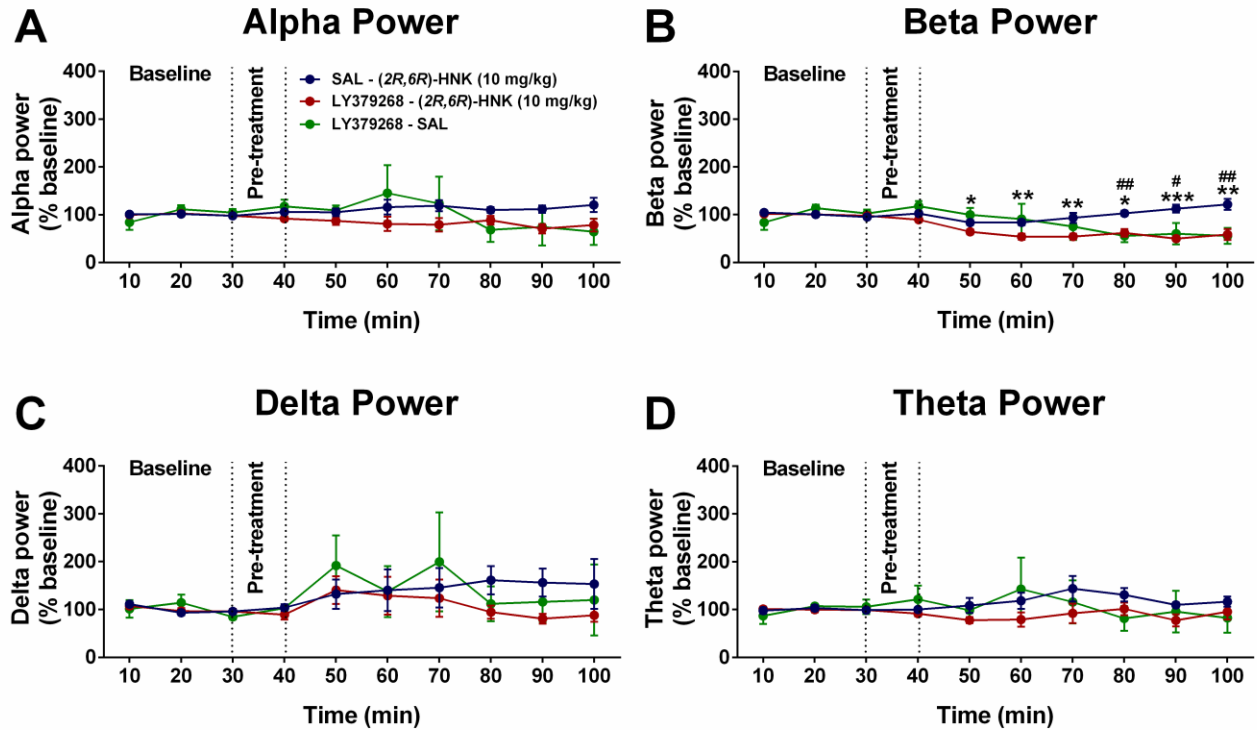 A
Alpha Power
Alpha power
(% baseline)
400
300
200
100
0
Baseline
Pre-treatment
SAL - (2R,6R)-HNK (10 mg/kg)
LY379268 - (2R,6R)-HNK (10 mg/kg)
LY379268 - SAL
10 20 30 40 50 60 70 80 90 100
Time (min)
B
Beta Power
Beta power
(% baseline)
400
300
200
100
0
Baseline
Pre-treatment
## # ##
* ** ** * *** **
10 20 30 40 50 60 70 80 90 100
Time (min)
C
Delta Power
Delta power
(% baseline)
400
300
200
100
0
Baseline
Pre-treatment
10 20 30 40 50 60 70 80 90 100
Time (min)
D
Theta Power
Theta power
(% baseline)
400
300
200
100
0
Baseline
Pre-treatment
10 20 30 40 50 60 70 80 90 100
Time (min)